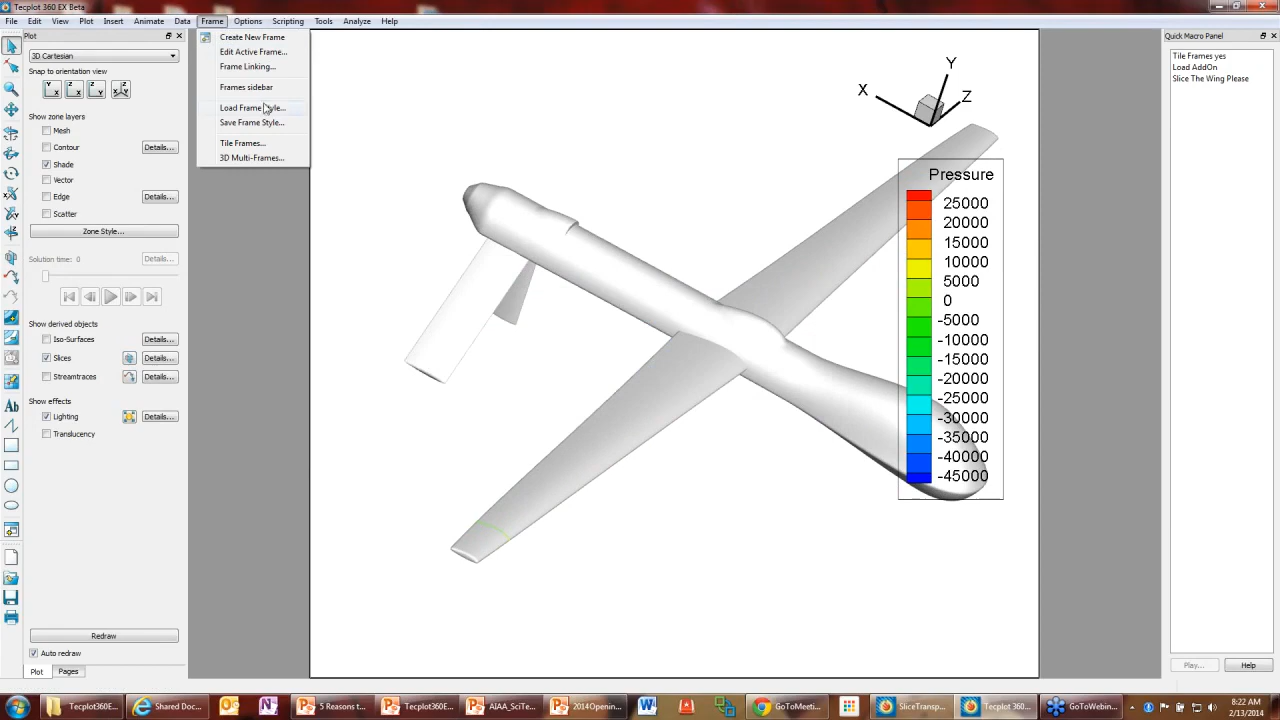 Tecplot 360 EX Beta
File Edit View Plot Insert Animate Data Frame Options Scripting Tools Analyze Help
Plot
3D Cartesian
Snap to orientation view
Show zone layers
Mesh
Contour Details...
Shade
Vector
Edge Details...
Scatter
Zone Style...
Solution time: 0 Details...
Show derived objects
Iso-Surfaces Details...
Slices Details...
Streamtraces Details...
Show effects
Lighting Details...
Translucency
Redraw
Auto redraw
Plot Pages
Create New Frame
Edit Active Frame...
Frame Linking...
Frames sidebar
Load Frame Style...
Save Frame Style...
Tile Frames...
3D Multi-Frames...
X Y Z
Pressure
25000
20000
15000
10000
5000
0
-5000
-10000
-15000
-20000
-25000
-30000
-35000
-40000
-45000
Quick Macro Panel
Tile Frames yes
Load AddOn
Slice The Wing Please
Play... Help
Tecplot360E... Shared Doc... 5 Reasons t... Tecplot360E... AIAA_SciTe... 2014Openin... GoToMeeti... SliceTransp... Tecplot 360... GoToWebin...
8:22 AM
2/13/2014